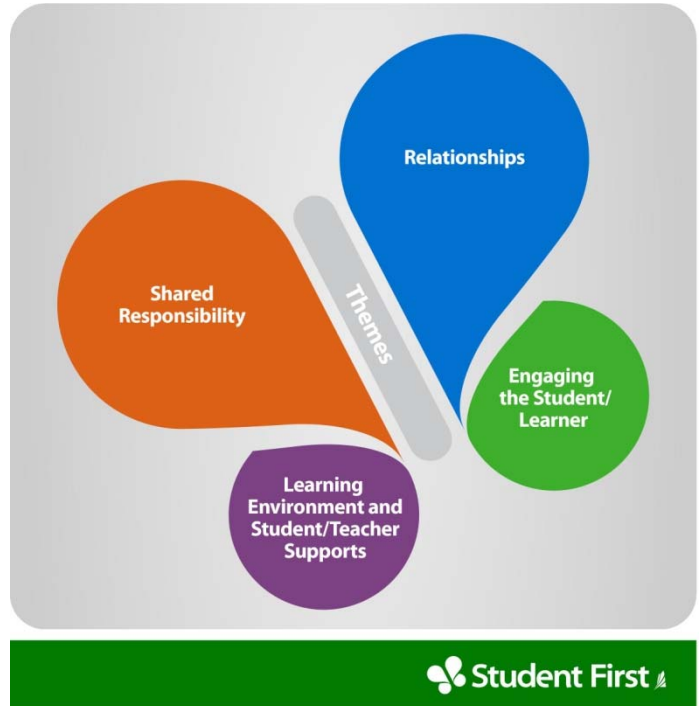 Relationships
Shared
Responsibility
Themes
Engaging
the Student/
Learner
Learning
Environment and
Student/Teacher
Supports
Student First